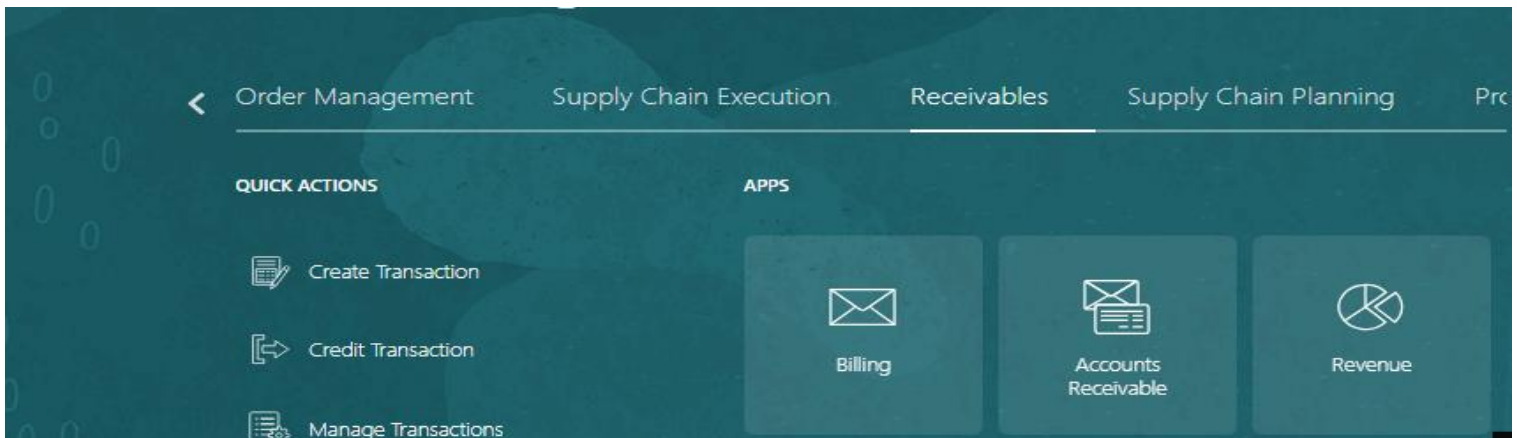 Order Management Supply Chain Execution Receivables Supply Chain Planning
QUICK ACTIONS
APPS
Create Transaction
Credit Transaction
Manage Transactions
Billing
Accounts
Receivable
Revenue